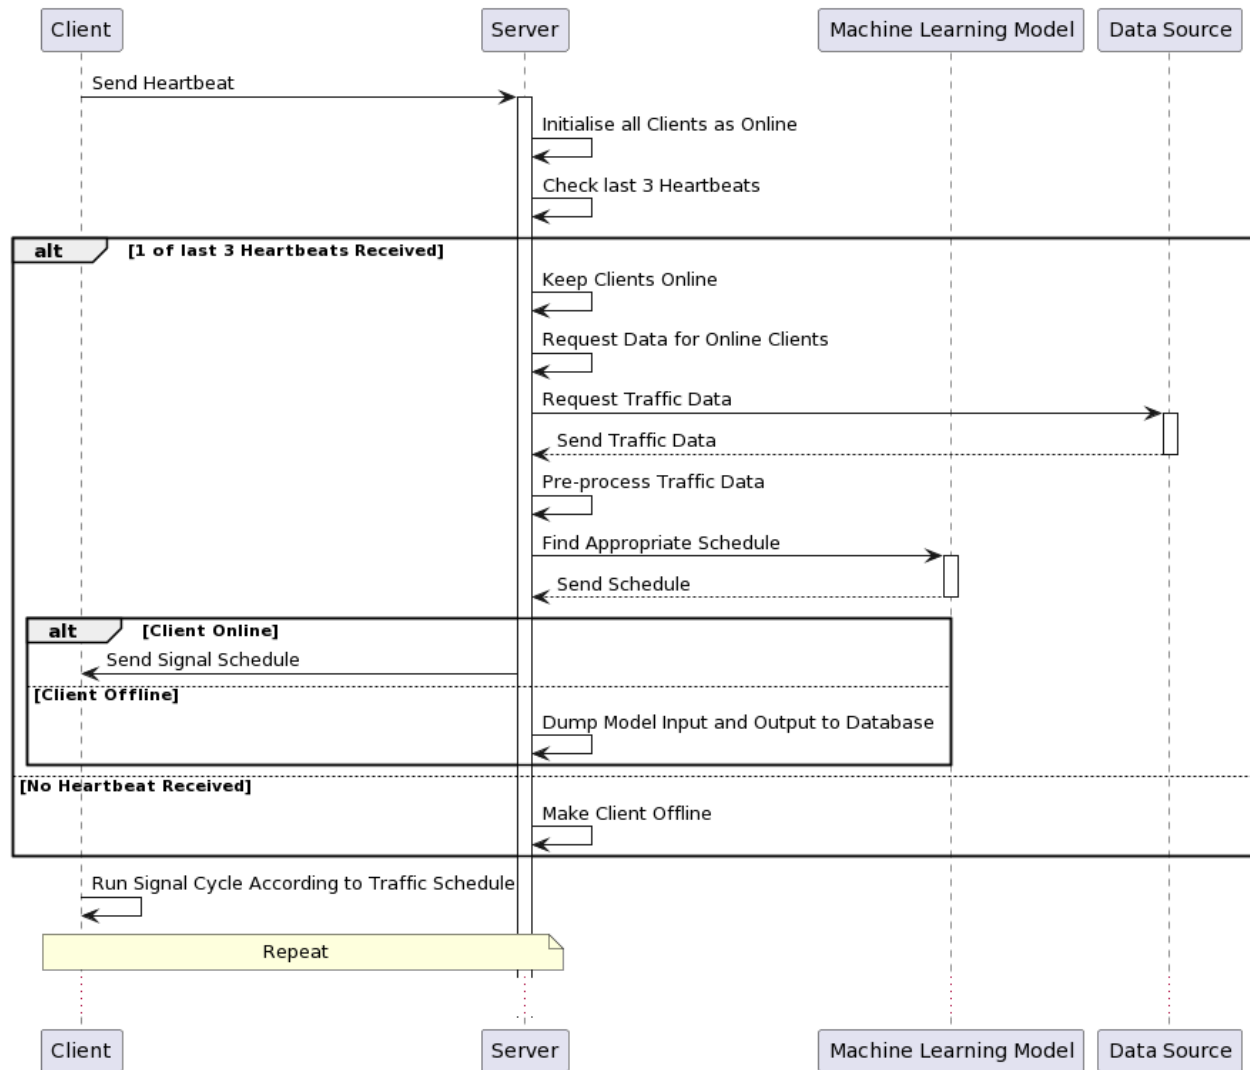 Client
Server
Machine Learning Model
Data Source
Send Heartbeat
Initialise all Clients as Online
Check last 3 Heartbeats
alt
[1 of last 3 Heartbeats Received]
Keep Clients Online
Request Data for Online Clients
Request Traffic Data
Send Traffic Data
Pre-process Traffic Data
Find Appropriate Schedule
Send Schedule
alt
[Client Online]
Send Signal Schedule
[Client Offline]
Dump Model Input and Output to Database
[No Heartbeat Received]
Make Client Offline
Run Signal Cycle According to Traffic Schedule
Repeat
Client
Server
Machine Learning Model
Data Source